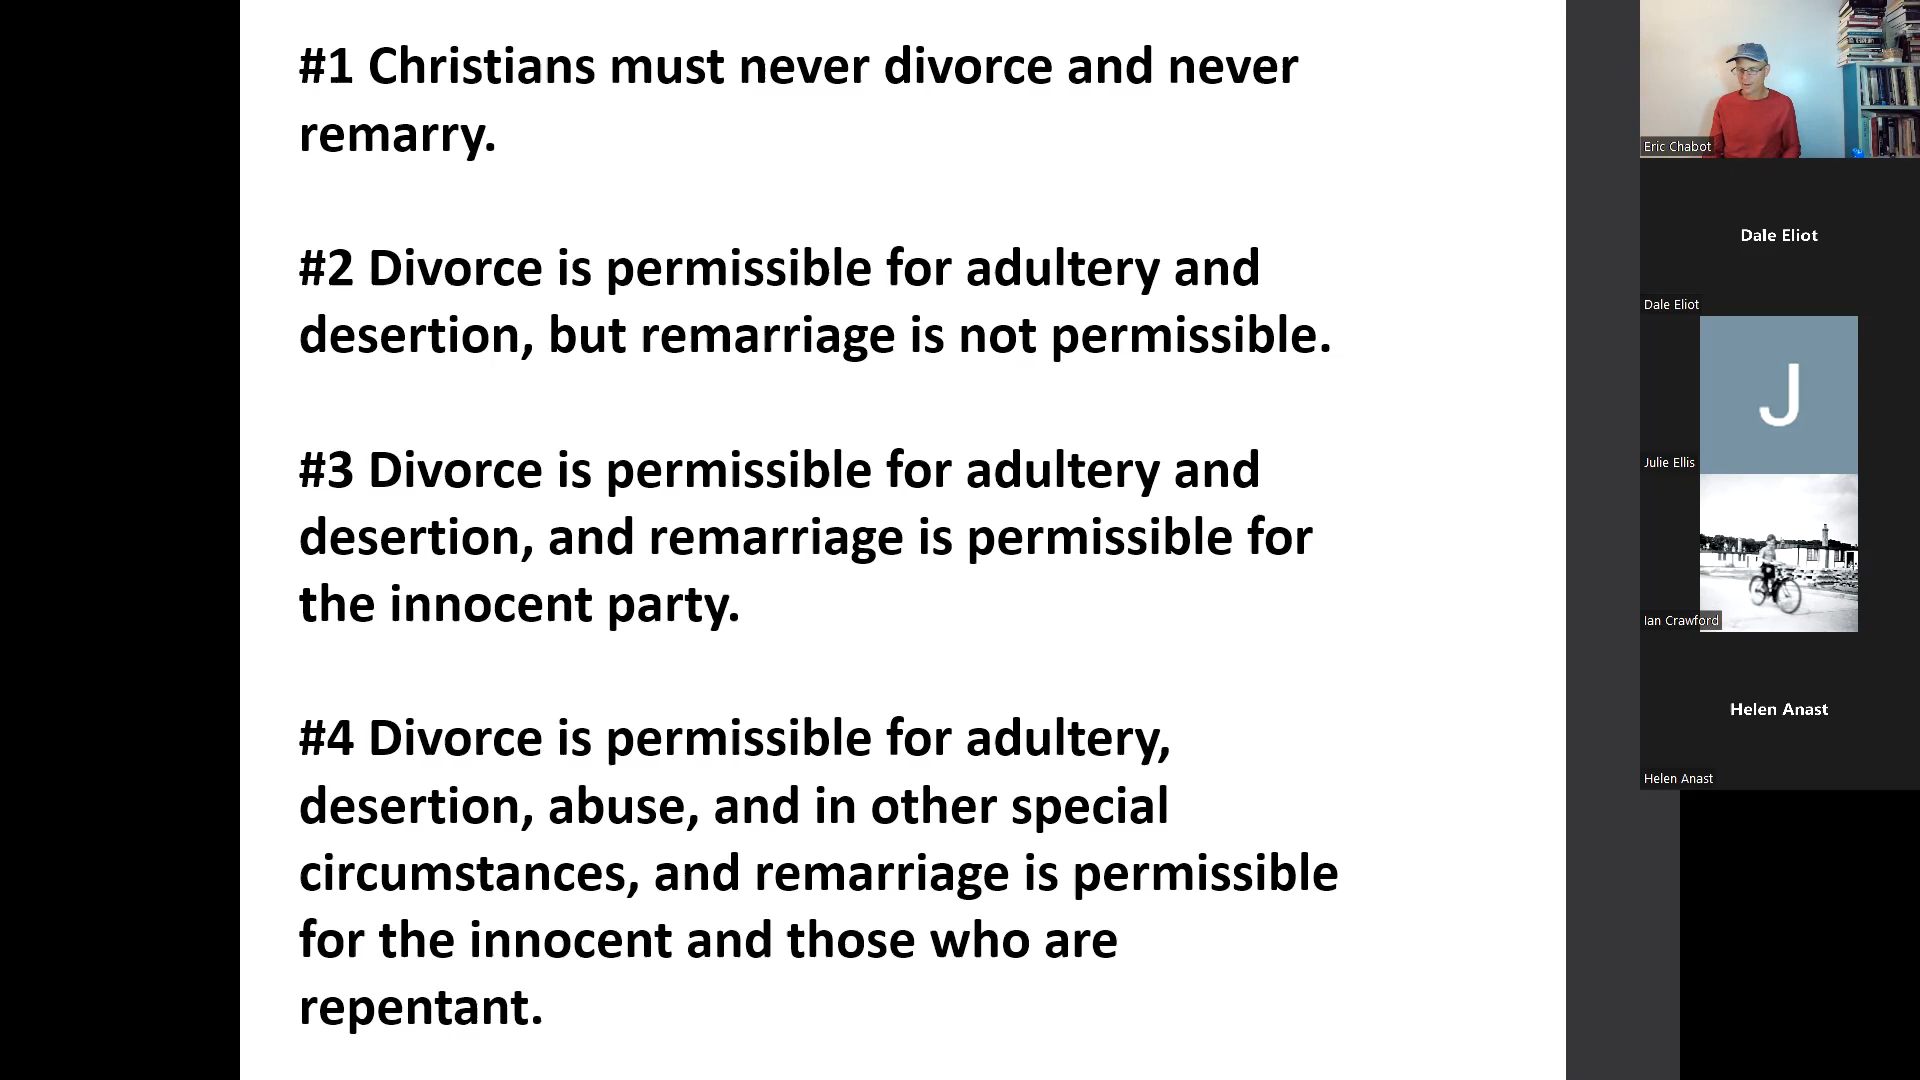 #1 Christians must never divorce and never
remarry.
#2 Divorce is permissible for adultery and
desertion, but remarriage is not permissible.
#3 Divorce is permissible for adultery and
desertion, and remarriage is permissible for
the innocent party.
#4 Divorce is permissible for adultery,
desertion, abuse, and in other special
circumstances, and remarriage is permissible
for the innocent and those who are
repentant.
Eric Chabot
Dale Eliot
Dale Eliot
J
Julie Ellis
Ian Crawford
Helen Anast
Helen Anast